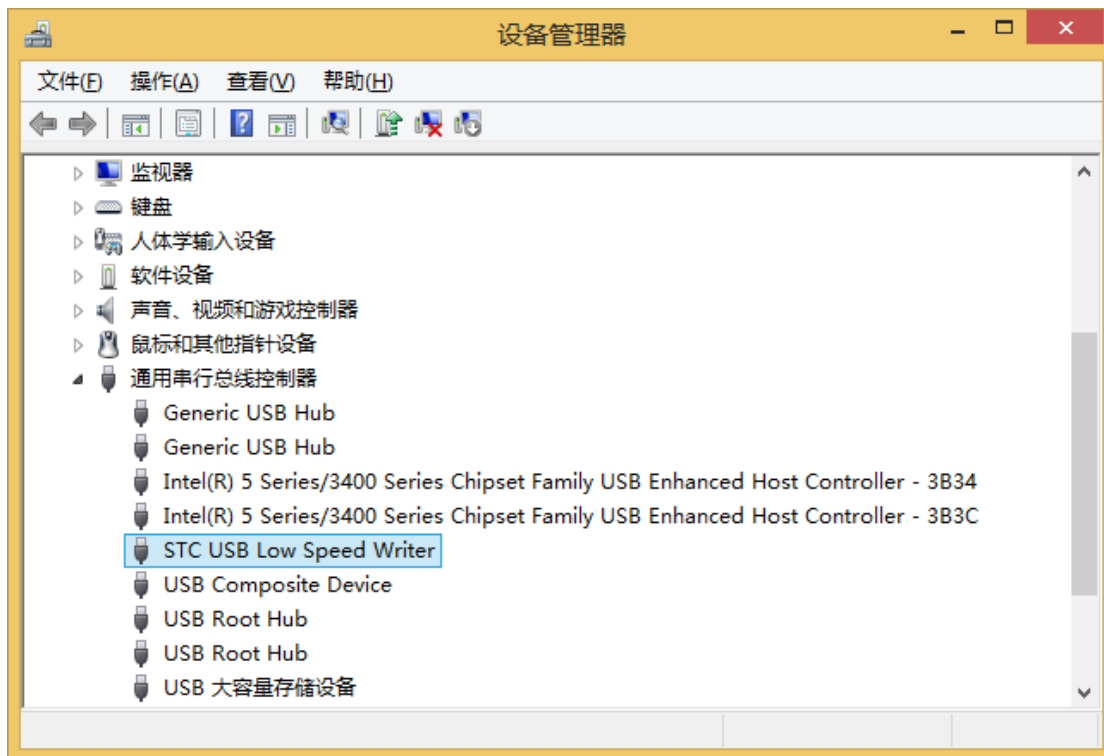 设备管理器
文件(F) 操作(A) 查看(V) 帮助(H)
监视器
键盘
人体学输入设备
软件设备
声音、视频和游戏控制器
鼠标和其他指针设备
通用串行总线控制器
Generic USB Hub
Generic USB Hub
Intel(R) 5 Series/3400 Series Chipset Family USB Enhanced Host Controller - 3B34
Intel(R) 5 Series/3400 Series Chipset Family USB Enhanced Host Controller - 3B3C
STC USB Low Speed Writer
USB Composite Device
USB Root Hub
USB Root Hub
USB 大容量存储设备